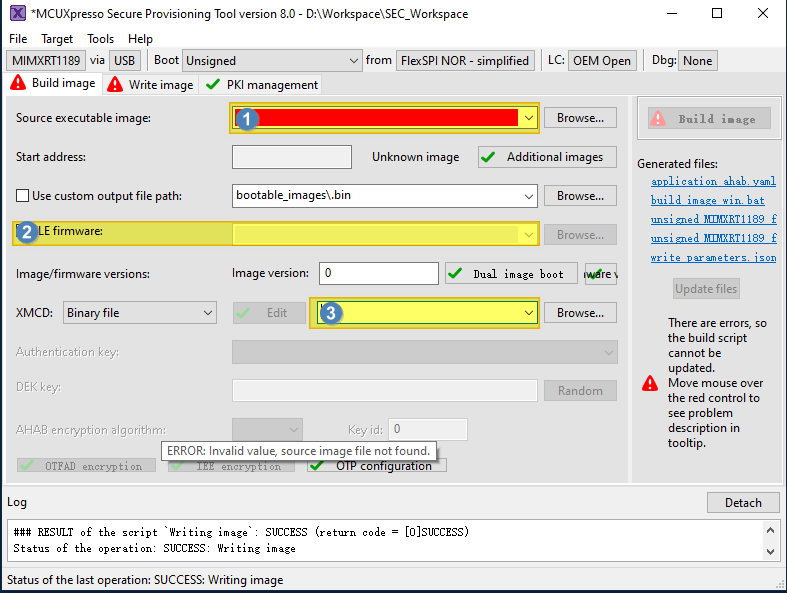 *MCUXpresso Secure Provisioning Tool version 8.0 - D:\Workspace\SEC_Workspace
File Target Tools Help
MIMXRT1189 via USB Boot Unsigned from FlexSPI NOR - simplified LC: OEM Open Dbg: None
Build image Write image PKI management
Source executable image: 1 Browse... Build image
Start address: Unknown image Additional images Generated files:
Use custom output file path: bootable_images\.bin Browse... application_ahab.yaml
build_image_win.bat
2 LE firmware: Browse... unsigned_MIMXRT1189_f
unsigned_MIMXRT1189_f
write_parameters.json
Image/firmware versions: Image version: 0 Dual image boot
Update files
XMCD: Binary file Edit 3 Browse...
There are errors, so
the build script
cannot be
updated.
Move mouse over
the red control to
see problem
description in
tooltip.
Authentication key:
DEK key: Random
AHAB encryption algorithm: Key id: 0
ERROR: Invalid value, source image file not found.
OTFAD encryption IEE encryption OTP configuration
Log Detach
### RESULT of the script `Writing image`: SUCCESS (return code = [0]SUCCESS)
Status of the operation: SUCCESS: Writing image
Status of the last operation: SUCCESS: Writing image